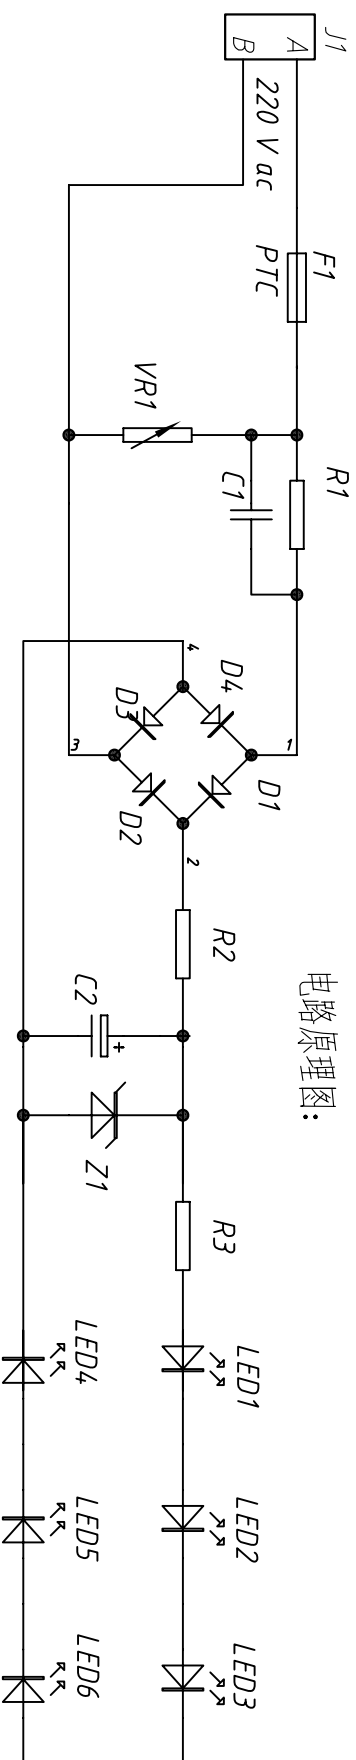 J1
A
B
220 V ac
F1
PTC
VR1
R1
C1
4
D4
D3
3
1
D1
D2
2
R2
C2
+
电路原理图:
Z1
R3
LED1
LED4
LED2
LED5
LED3
LED6